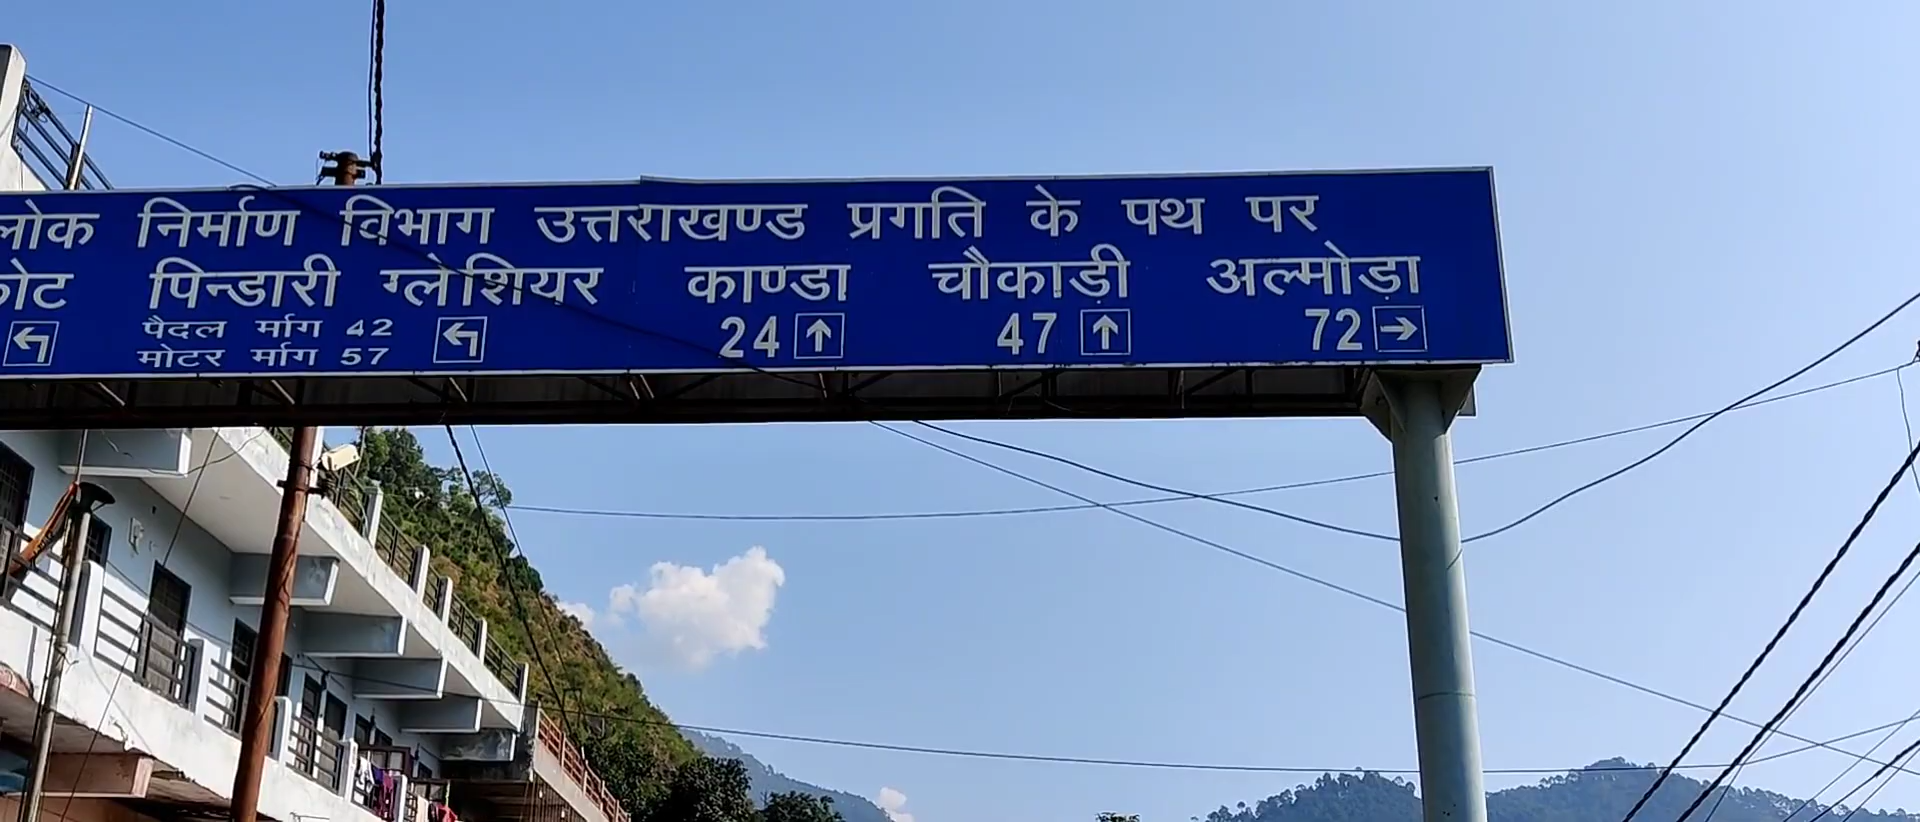 लोक निर्माण विभाग उत्तराखण्ड प्रगति के पथ पर
पिन्डारी ग्लेशियर काण्डा चौकाड़ी अल्मोड़ा
पैदल र्माग 42 24 47 72
मोटर र्माग 57